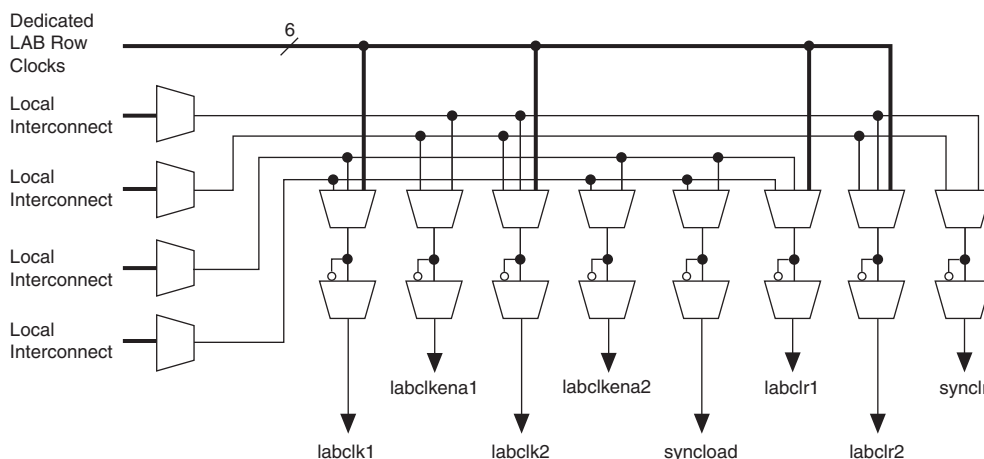 Dedicated
LAB Row
Clocks
6
Local
Interconnect
Local
Interconnect
Local
Interconnect
Local
Interconnect
labclkena1
labclkena2
labclr1
synclr
labclk1
labclk2
syncload
labclr2